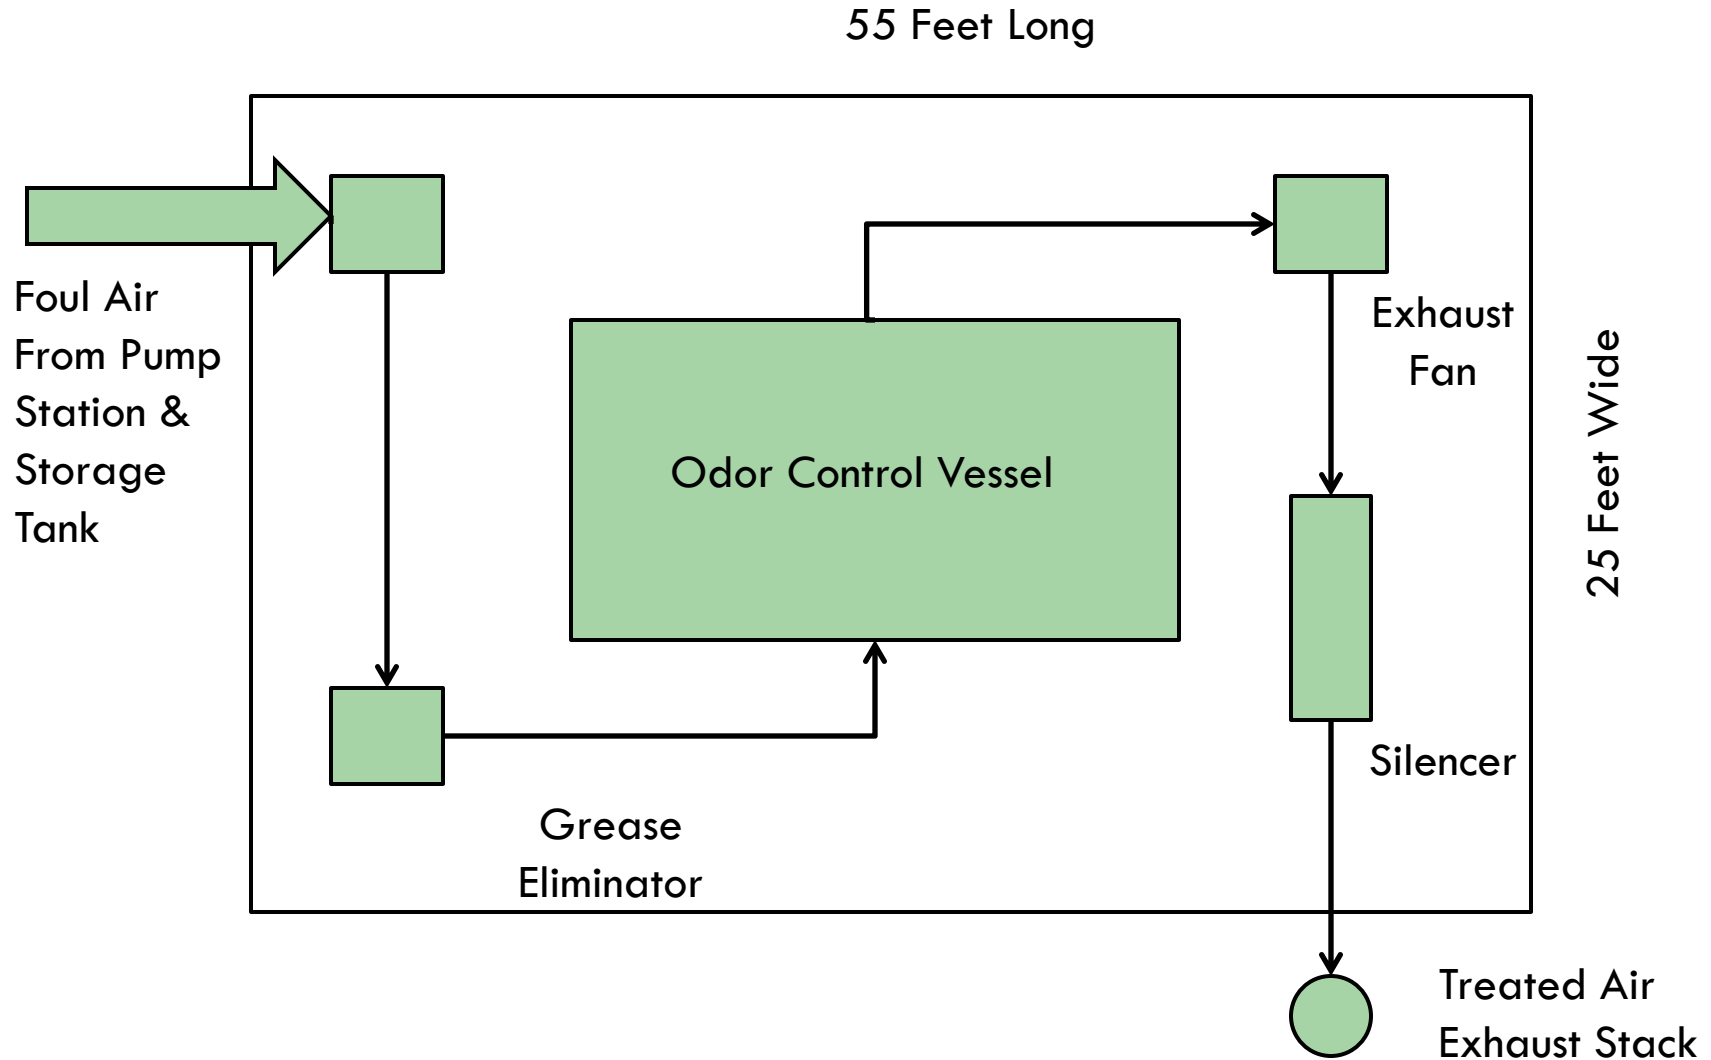 55 Feet Long
Foul Air
From Pump
Station &
Storage
Tank
Exhaust
Fan
25 Feet Wide
Odor Control Vessel
Silencer
Grease
Eliminator
Treated Air
Exhaust Stack